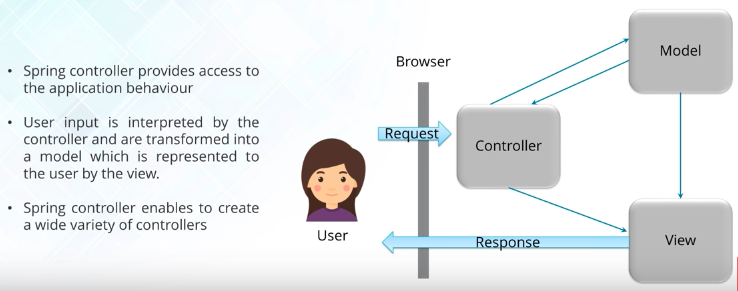 • Spring controller provides access to
the application behaviour
• User input is interpreted by the
controller and are transformed into
a model which is represented to
the user by the view.
• Spring controller enables to create
a wide variety of controllers
Browser
Request
User
Controller
Model
View
Response